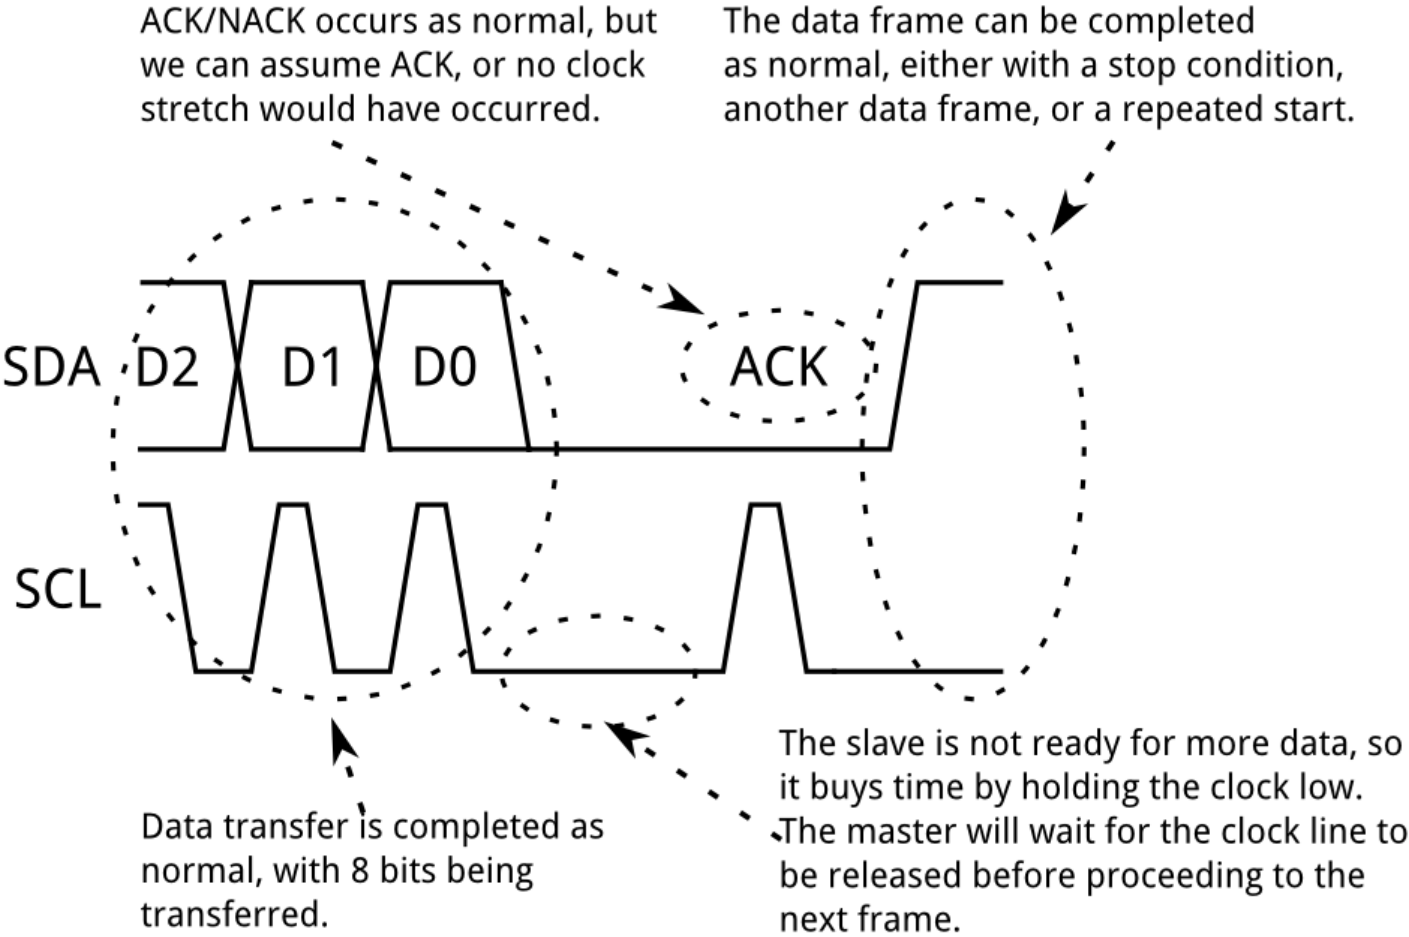 ACK/NACK occurs as normal, but
we can assume ACK, or no clock
stretch would have occurred.
The data frame can be completed
as normal, either with a stop condition,
another data frame, or a repeated start.
SDA D2 D1 D0 ACK
SCL
Data transfer is completed as
normal, with 8 bits being
transferred.
The slave is not ready for more data, so
it buys time by holding the clock low.
The master will wait for the clock line to
be released before proceeding to the
next frame.